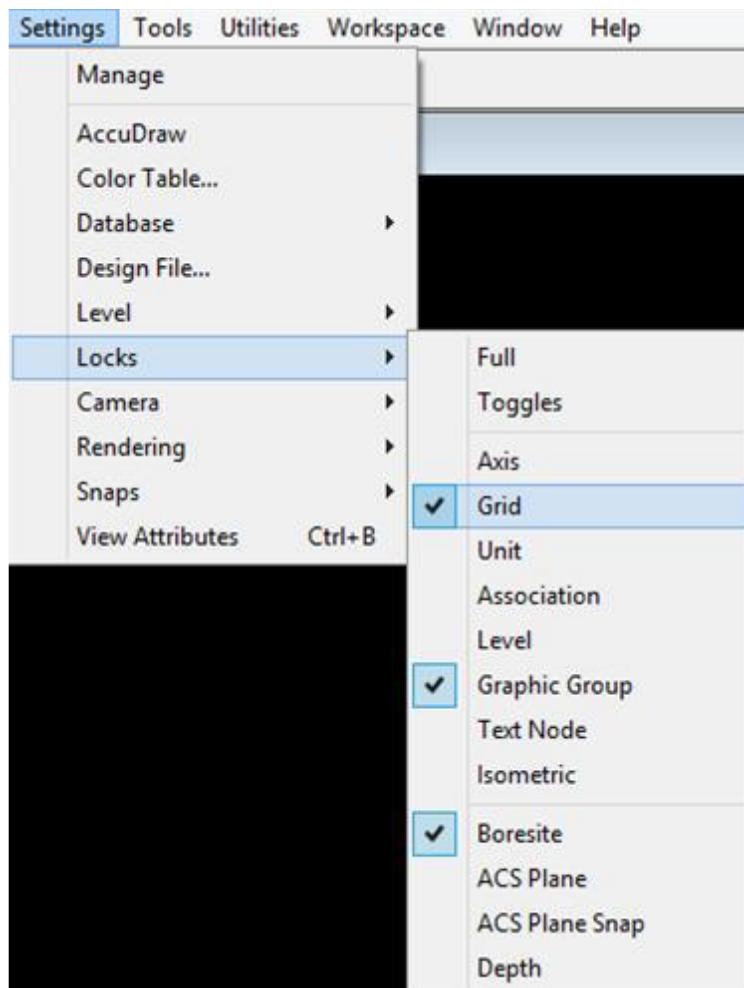 Settings Tools Utilities Workspace Window Help
Manage
AccuDraw
Color Table...
Database
Design File...
Level
Locks
Camera
Rendering
Snaps
View Attributes Ctrl+B
Full
Toggles
Axis
Grid
Unit
Association
Level
Graphic Group
Text Node
Isometric
Boresite
ACS Plane
ACS Plane Snap
Depth